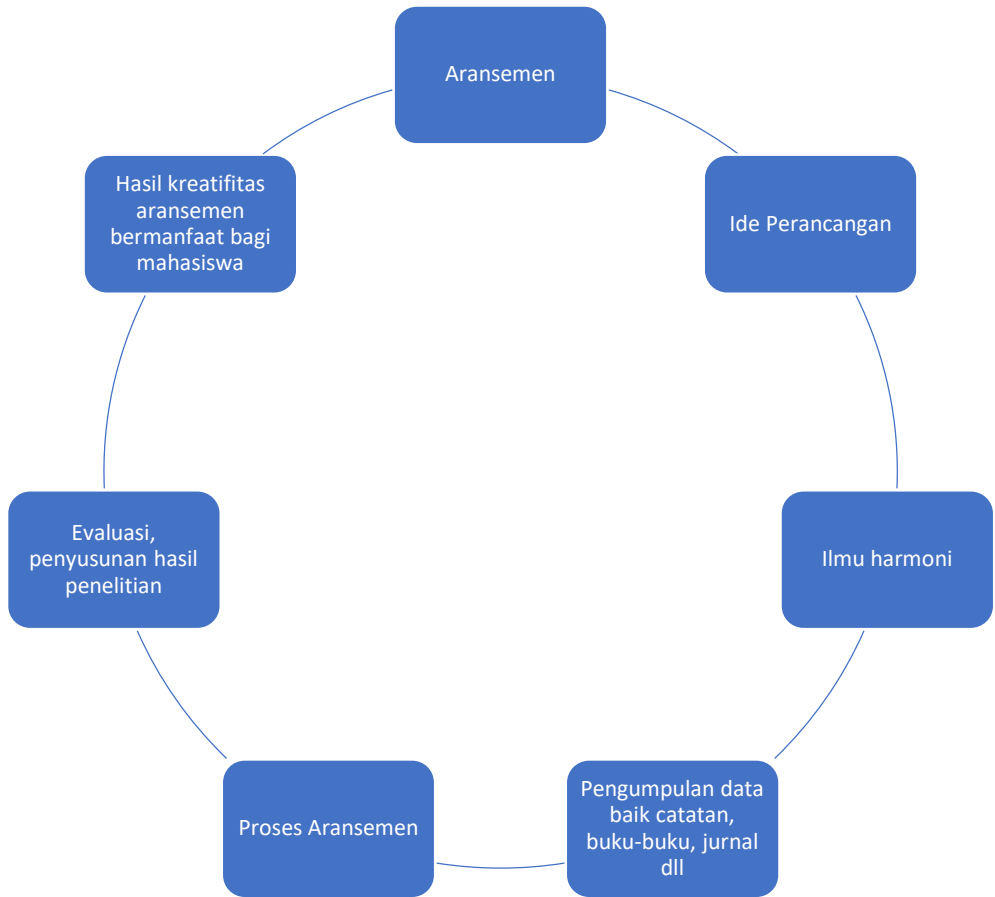 Aransemen
Ide Perancangan
Ilmu harmoni
Pengumpulan data
baik catatan,
buku-buku, jurnal
dll
Proses Aransemen
Evaluasi,
penyusunan hasil
penelitian
Hasil kreatifitas
aransemen
bermanfaat bagi
mahasiswa